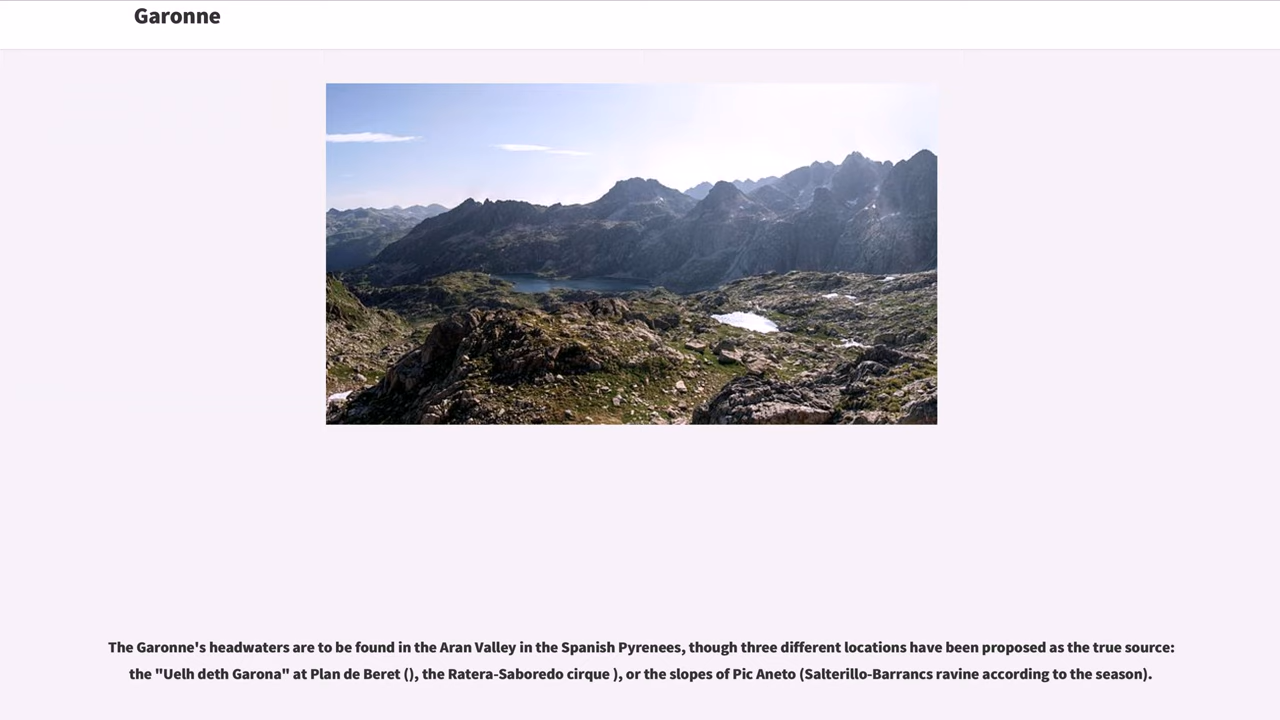 Garonne
The Garonne's headwaters are to be found in the Aran Valley in the Spanish Pyrenees, though three different locations have been proposed as the true source:
the "Uelh deth Garona" at Plan de Beret (), the Ratera-Saboredo cirque ), or the slopes of Pic Aneto (Salterillo-Barrancs ravine according to the season).